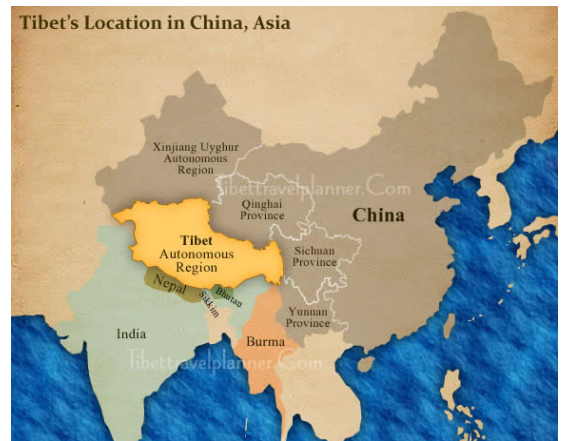 Tibet's Location in China, Asia
Xinjiang Uyghur
Autonomous
Region
Tibettravelplanner.Com
Qinghai
Province
China
Tibet
Autonomous
Region
Sichuan
Province
Nepal
Sikkim
Bhutan
Yunnan
Province
India
Burma
Tibettravelplanner.Com